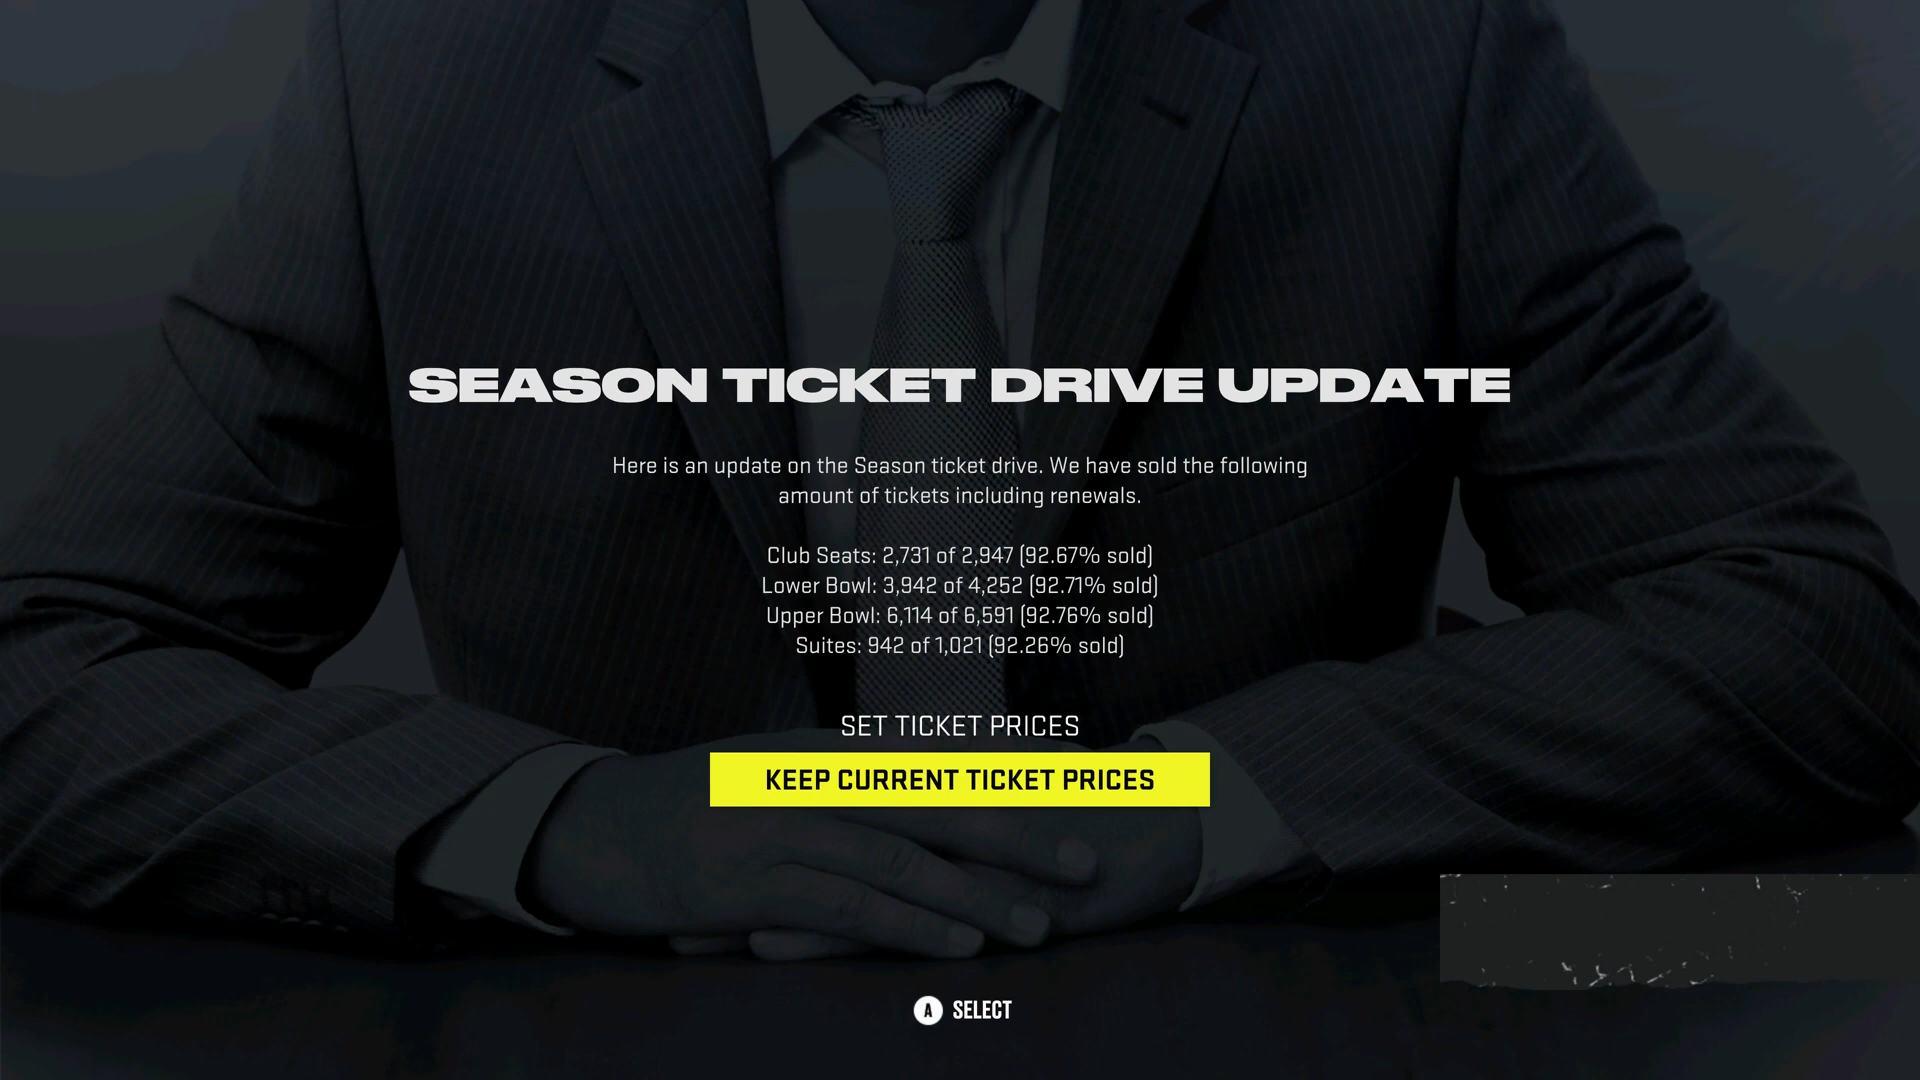 SEASON TICKET DRIVE UPDATE
Here is an update on the Season ticket drive. We have sold the following
amount of tickets including renewals.
Club Seats: 2,731 of 2,947 (92.67% sold)
Lower Bowl: 3,942 of 4,252 (92.71% sold)
Upper Bowl: 6,114 of 6,591 (92.76% sold)
Suites: 942 of 1,021 (92.26% sold)
SET TICKET PRICES
KEEP CURRENT TICKET PRICES
A SELECT